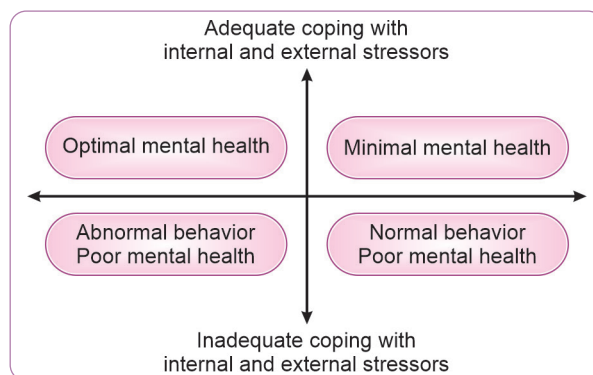 Adequate coping with
internal and external stressors
Optimal mental health
Minimal mental health
Abnormal behavior
Poor mental health
Normal behavior
Poor mental health
Inadequate coping with
internal and external stressors